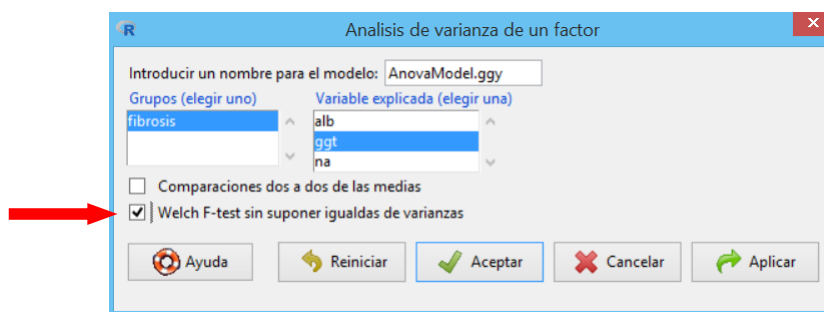 R Analisis de varianza de un factor x
Introducir un nombre para el modelo: AnovaModel.ggy
Grupos (elegir uno) Variable explicada (elegir una)
fibrosis alb
ggt
na
Comparaciones dos a dos de las medias
Welch F-test sin suponer igualdas de varianzas
Ayuda Reiniciar Aceptar Cancelar Aplicar